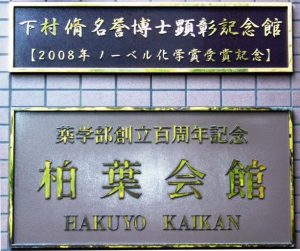 下村 脩 名誉博士 顕彰記念館
【2008年 ノーベル化学賞受賞記念】
薬学部創立百周年記念
柏葉会館
HAKUYO KAIKAN